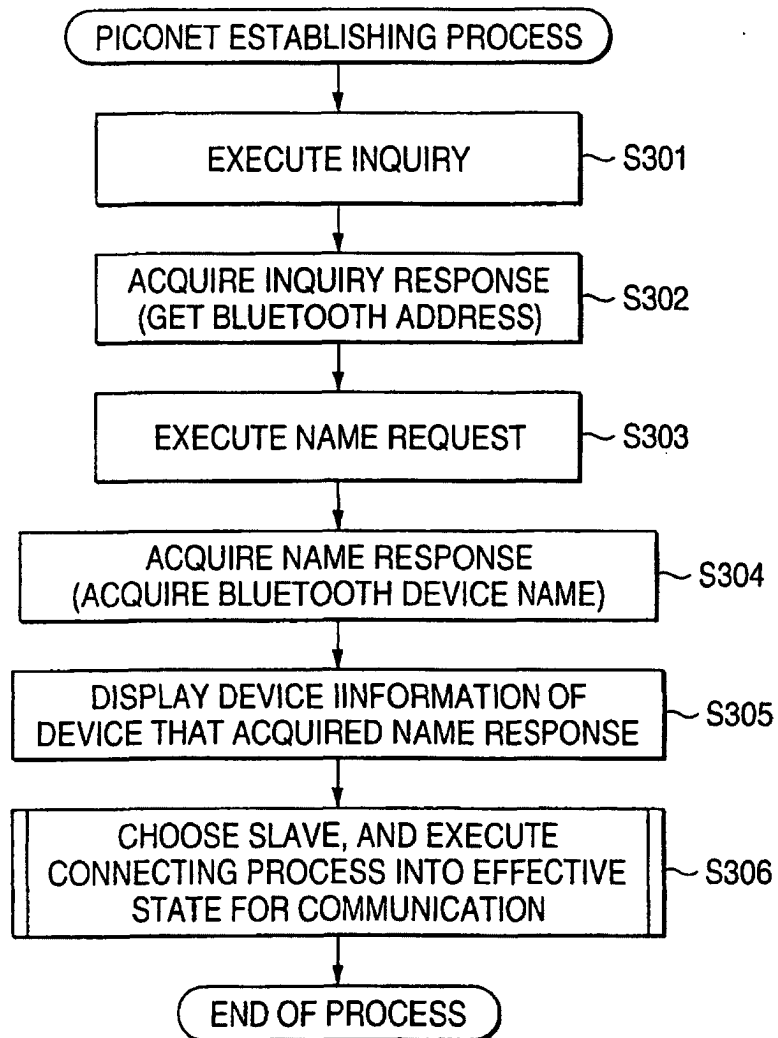 PICONET ESTABLISHING PROCESS
EXECUTE INQUIRY
S301
ACQUIRE INQUIRY RESPONSE
(GET BLUETOOTH ADDRESS)
S302
EXECUTE NAME REQUEST
S303
ACQUIRE NAME RESPONSE
(ACQUIRE BLUETOOTH DEVICE NAME)
S304
DISPLAY DEVICE IINFORMATION OF
DEVICE THAT ACQUIRED NAME RESPONSE
S305
CHOOSE SLAVE, AND EXECUTE
CONNECTING PROCESS INTO EFFECTIVE
STATE FOR COMMUNICATION
S306
END OF PROCESS